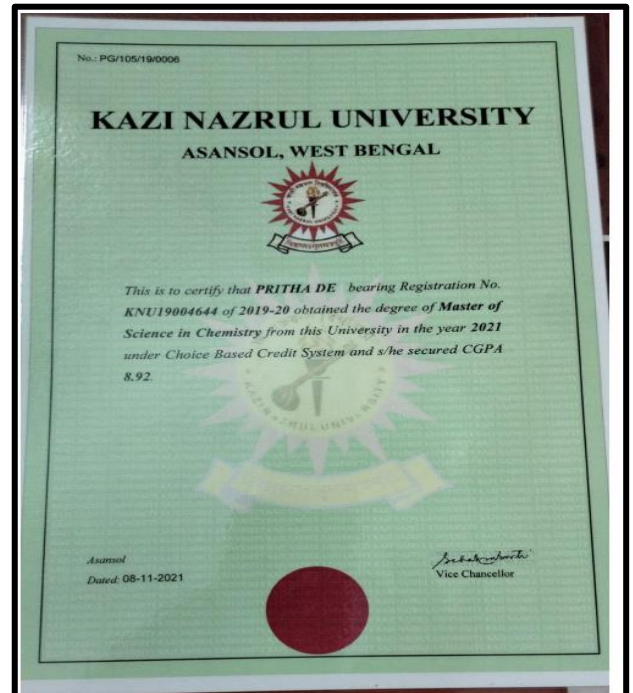 No.: PG/105/19/0006
KAZI NAZRUL UNIVERSITY
ASANSOL, WEST BENGAL
This is to certify that PRITHA DE bearing Registration No.
KNU19004644 of 2019-20 obtained the degree of Master of
Science in Chemistry from this University in the year 2021
under Choice Based Credit System and s/he secured CGPA
8.92.
Asansol
Dated: 08-11-2021
Vice Chancellor